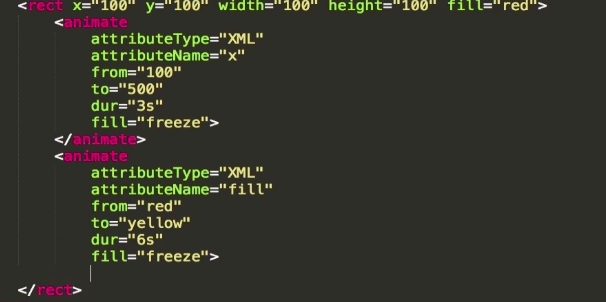 <rect x="100" y="100" width="100" height="100" fill="red">
<animate
attributeType="XML"
attributeName="x"
from="100"
to="500"
dur="3s"
fill="freeze">
</animate>
<animate
attributeType="XML"
attributeName="fill"
from="red"
to="yellow"
dur="6s"
fill="freeze">
</rect>